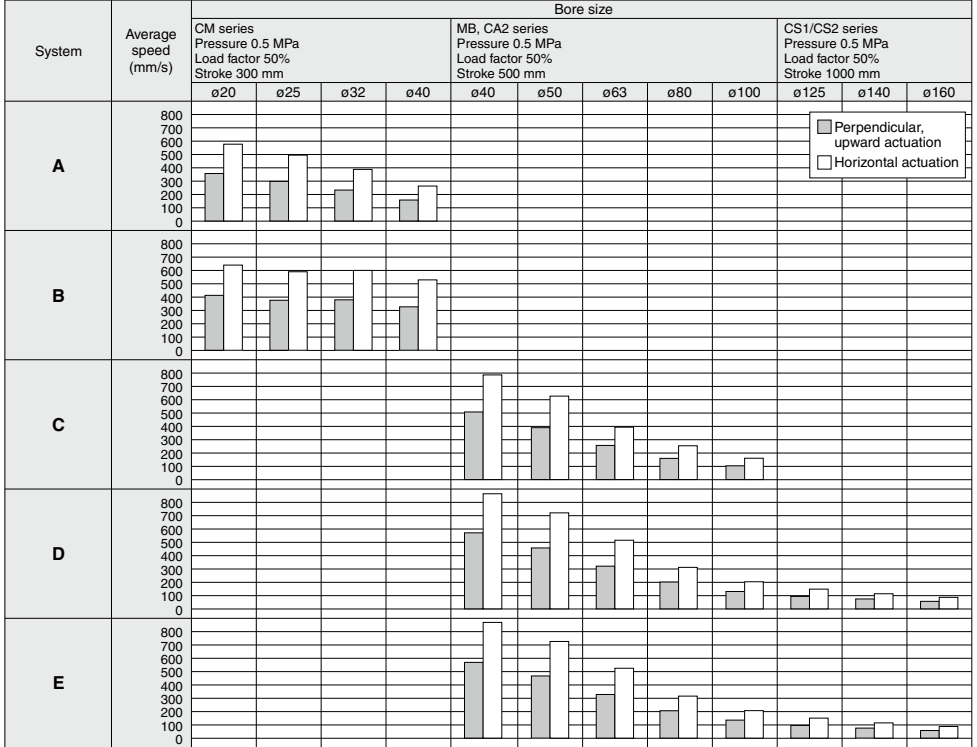 Bore size
System
Average
speed
(mm/s)
CM series
Pressure 0.5 MPa
Load factor 50%
Stroke 300 mm
MB, CA2 series
Pressure 0.5 MPa
Load factor 50%
Stroke 500 mm
CS1/CS2 series
Pressure 0.5 MPa
Load factor 50%
Stroke 1000 mm
ø20 ø25 ø32 ø40 ø40 ø50 ø63 ø80 ø100 ø125 ø140 ø160
A
800
700
600
500
400
300
200
100
0
Perpendicular,
upward actuation
Horizontal actuation
B
800
700
600
500
400
300
200
100
0
C
800
700
600
500
400
300
200
100
0
D
800
700
600
500
400
300
200
100
0
E
800
700
600
500
400
300
200
100
0